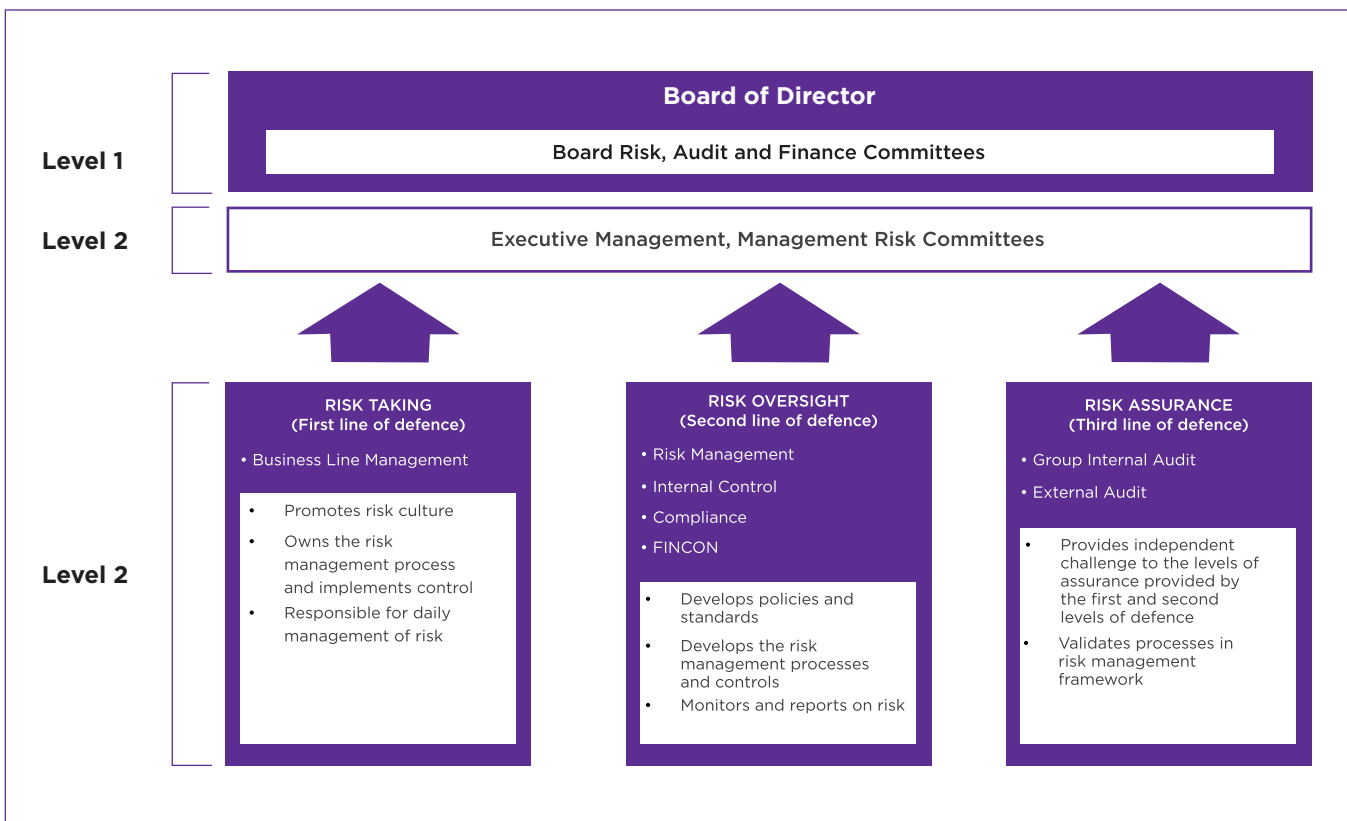 Board of Director
Level 1
Board Risk, Audit and Finance Committees
Level 2
Executive Management, Management Risk Committees
Level 2
RISK TAKING
(First line of defence)
• Business Line Management
• Promotes risk culture
• Owns the risk
management process
and implements control
• Responsible for daily
management of risk
RISK OVERSIGHT
(Second line of defence)
• Risk Management
• Internal Control
• Compliance
• FINCON
• Develops policies and
standards
• Develops the risk
management processes
and controls
• Monitors and reports on risk
RISK ASSURANCE
(Third line of defence)
• Group Internal Audit
• External Audit
• Provides independent
challenge to the levels of
assurance provided by
the first and second
levels of defence
• Validates processes in
risk management
framework